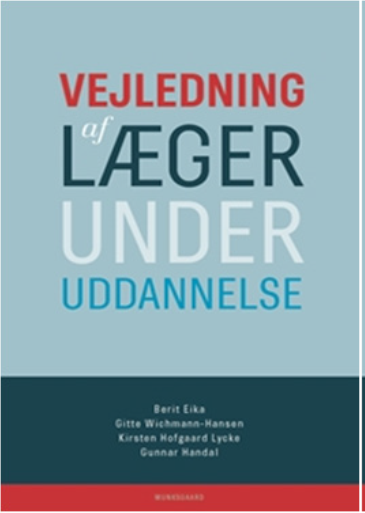 VEJLEDNING
af
LÆGER
UNDER
UDDANNELSE
Berit Eika
Gitte Wichmann-Hansen
Kirsten Hofgaard Lycke
Gunnar Handal
MUNKSGAARD